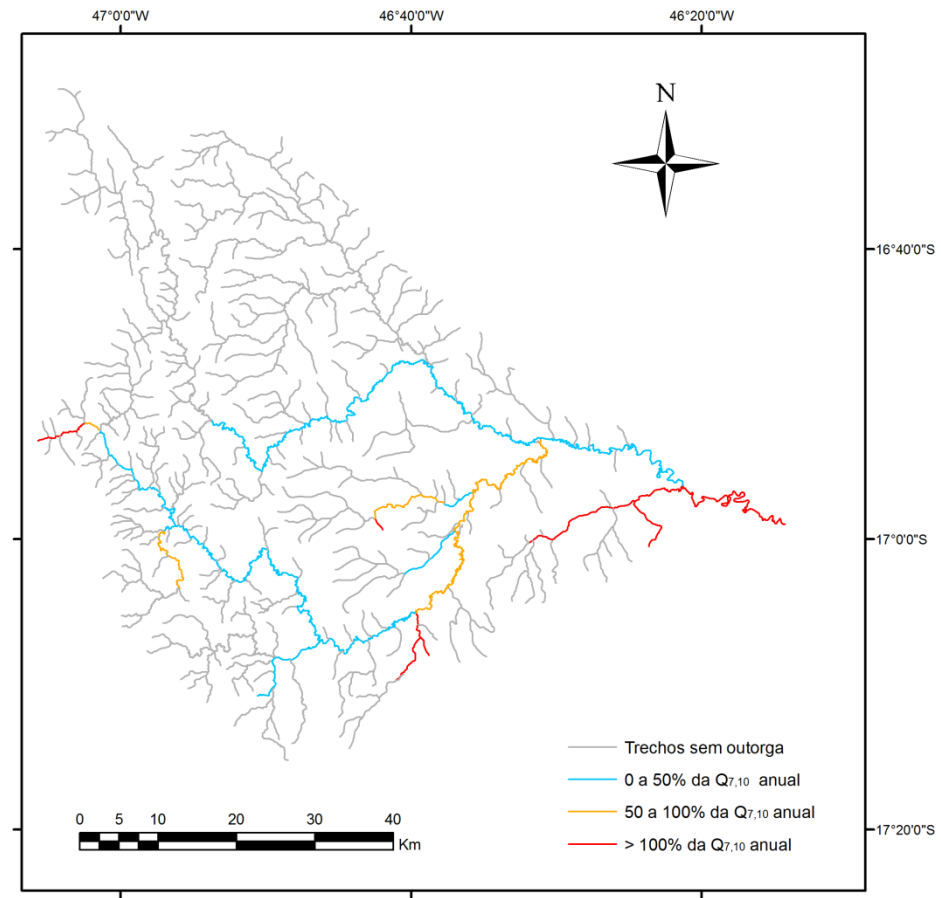 47°0'0"W 46°40'0"W 46°20'0"W
N
16°40'0"S
17°0'0"S
Trechos sem outorga
0 a 50% da Q7,10 anual
50 a 100% da Q7,10 anual
> 100% da Q7,10 anual
17°20'0"S
0 5 10 20 30 40
Km